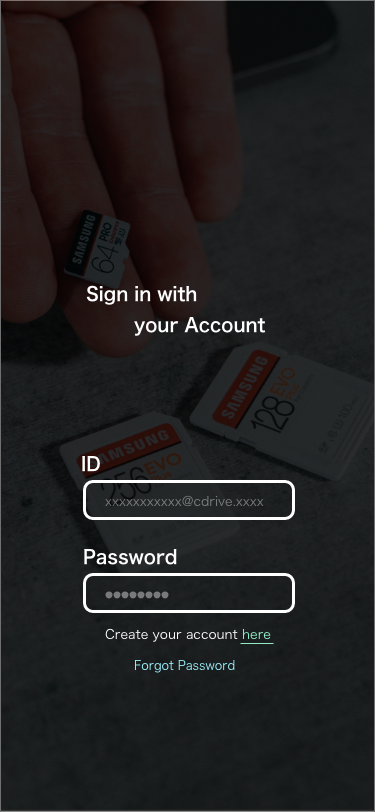 SAMSUNG
64 PRO
Sign in with
your Account
SAMSUNG
128 EVO
SAMSUNG
256 EVO
ID
xxxxxxxxxxx@cdrive.xxxx
Password
●●●●●●●●
Create your account here
Forgot Password